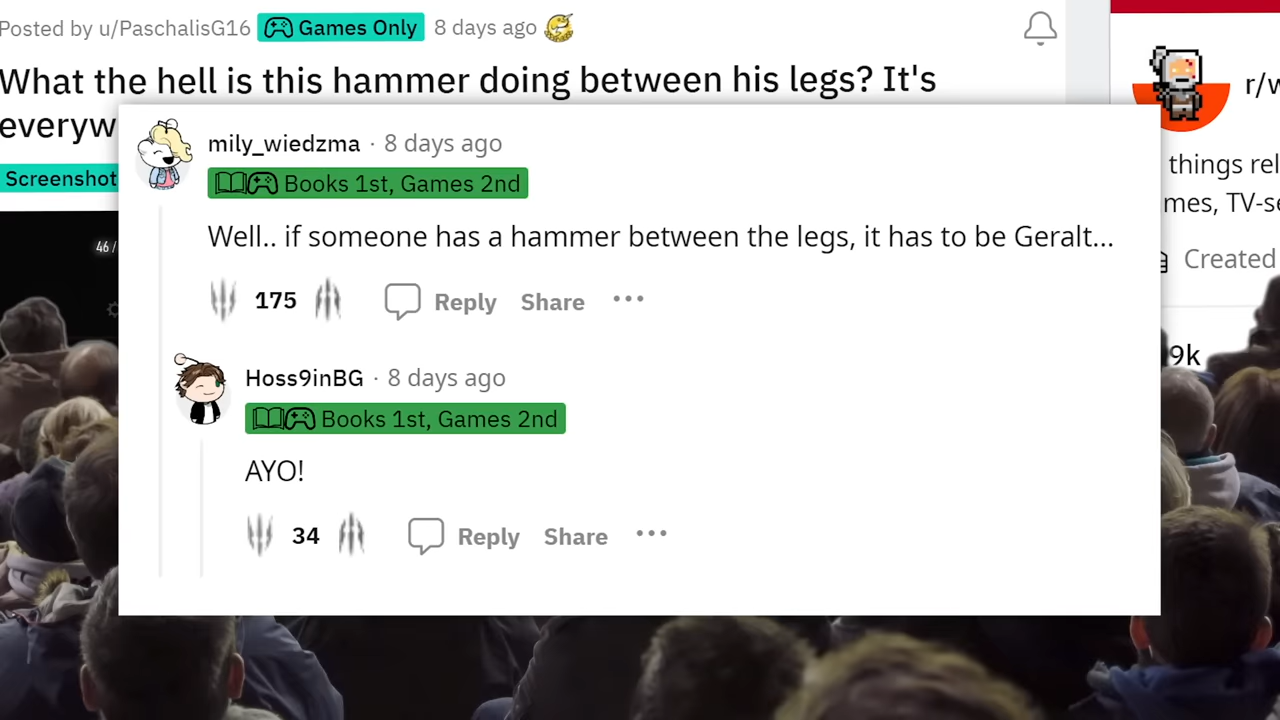 Posted by u/PaschalisG16 Games Only 8 days ago
What the hell is this hammer doing between his legs? It's
everyw
Screenshot
46 /
mily_wiedzma · 8 days ago
Books 1st, Games 2nd
Well.. if someone has a hammer between the legs, it has to be Geralt...
175 Reply Share ...
Hoss9inBG · 8 days ago
Books 1st, Games 2nd
AYO!
34 Reply Share ...
r/w
things rel
mes, TV-se
Created
9k